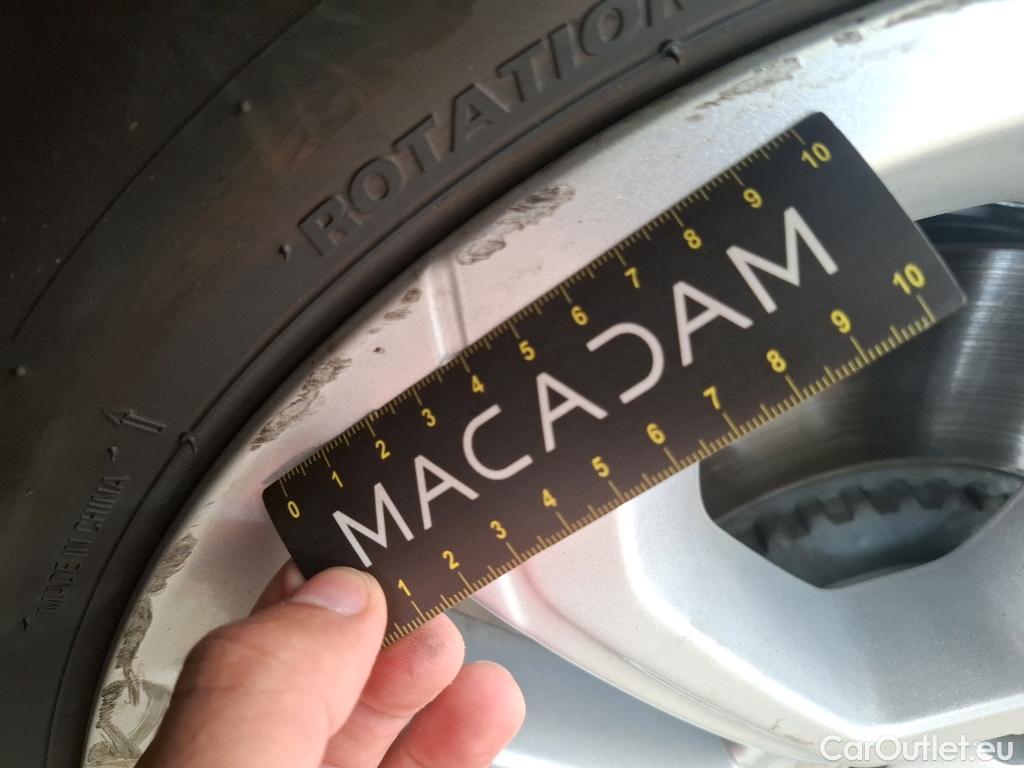 ROTATION
MADE IN CHINA
0 1 2 3 4 5 6 7 8 9 10
MACADAM
1 2 3 4 5 6 7 8 9 10
CarOutlet.eu